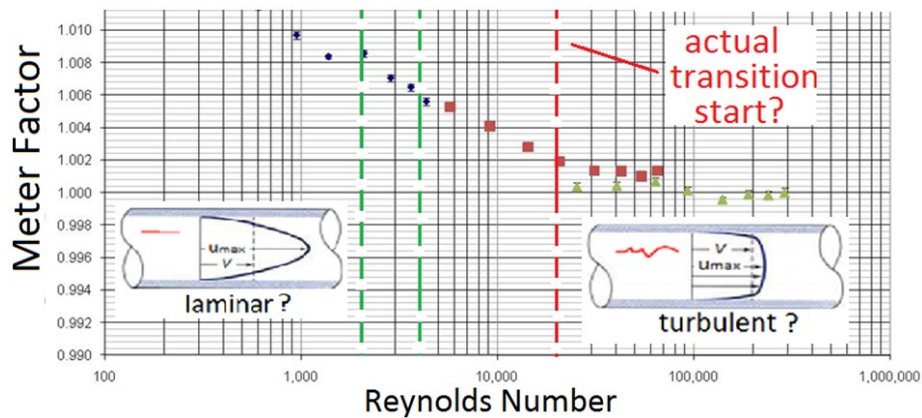 1.010
1.008
1.006
1.004
1.002
1.000
0.998
0.996
0.994
0.992
0.990
Meter Factor
actual
transition
start?
umax
V
laminar ?
V
umax
turbulent ?
100
1,000
10,000
100,000
1,000,000
Reynolds Number